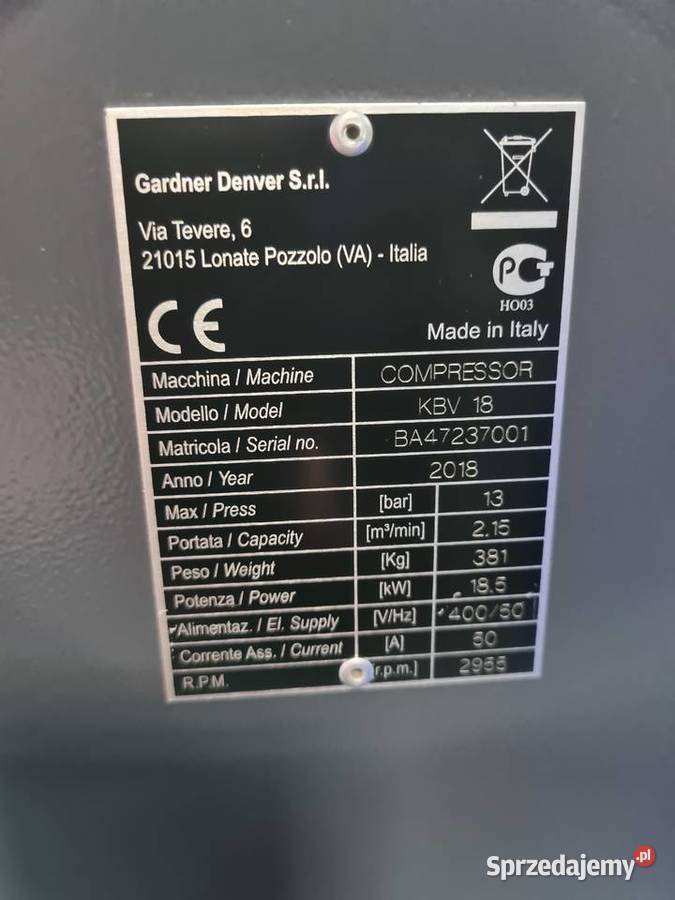 Gardner Denver S.r.l.
Via Tevere, 6
21015 Lonate Pozzolo (VA) - Italia
PCT
HO03
CE
Made in Italy
Macchina / Machine COMPRESSOR
Modello / Model KBV 18
Matricola / Serial no. BA47237001
Anno / Year 2018
Max / Press [bar] 13
Portata / Capacity [m³/min] 2.15
Peso / Weight [Kg] 381
Potenza / Power [kW] 18.5
Alimentaz. / El. Supply [V/Hz] 400/50
Corrente Ass. / Current [A] 50
R.P.M. r.p.m.] 2955
Sprzedajemy.pl